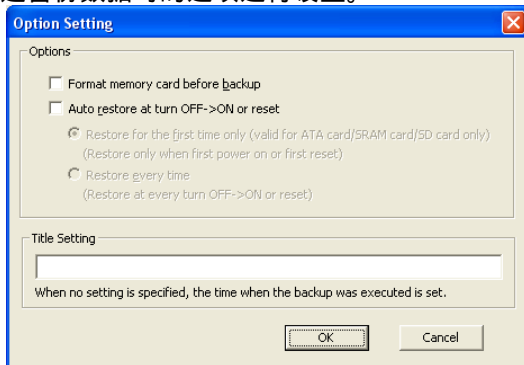 Option Setting
Options
Format memory card before backup
Auto restore at turn OFF->ON or reset
Restore for the first time only (valid for ATA card/SRAM card/SD card only)
(Restore only when first power on or first reset)
Restore every time
(Restore at every turn OFF->ON or reset)
Title Setting
When no setting is specified, the time when the backup was executed is set.
OK
Cancel